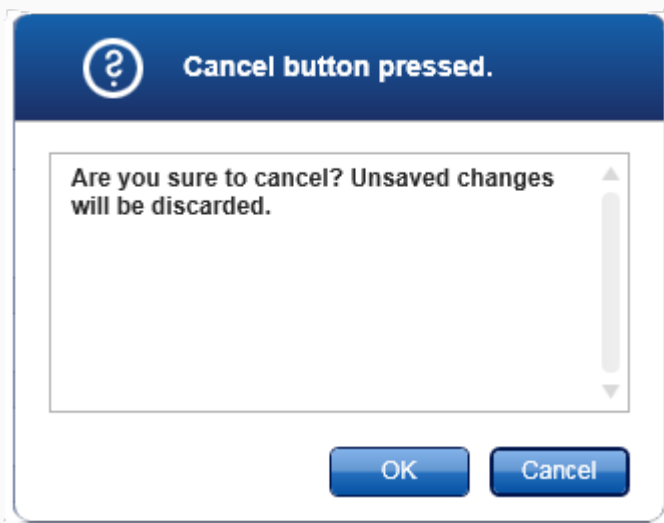 Cancel button pressed.
Are you sure to cancel? Unsaved changes
will be discarded.
OK
Cancel